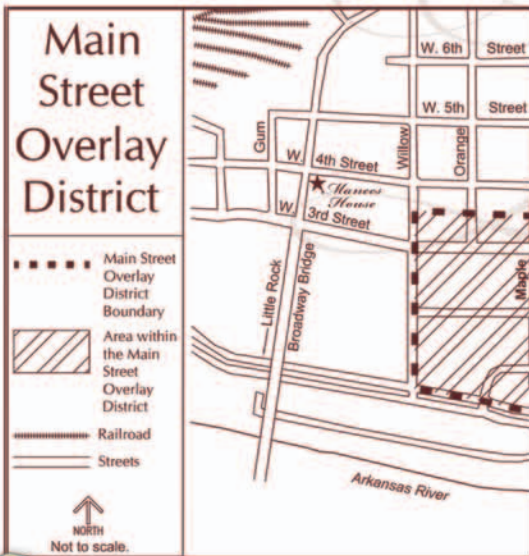 Main
Street
Overlay
District
Main Street
Overlay
District
Boundary
Area within
the Main
Street
Overlay
District
Railroad
Streets
NORTH
Not to scale.
W. 6th Street
W. 5th Street
Gum
Willow
Orange
W. 4th Street
Manees
House
W. 3rd Street
Maple
Little Rock
Broadway Bridge
Arkansas River